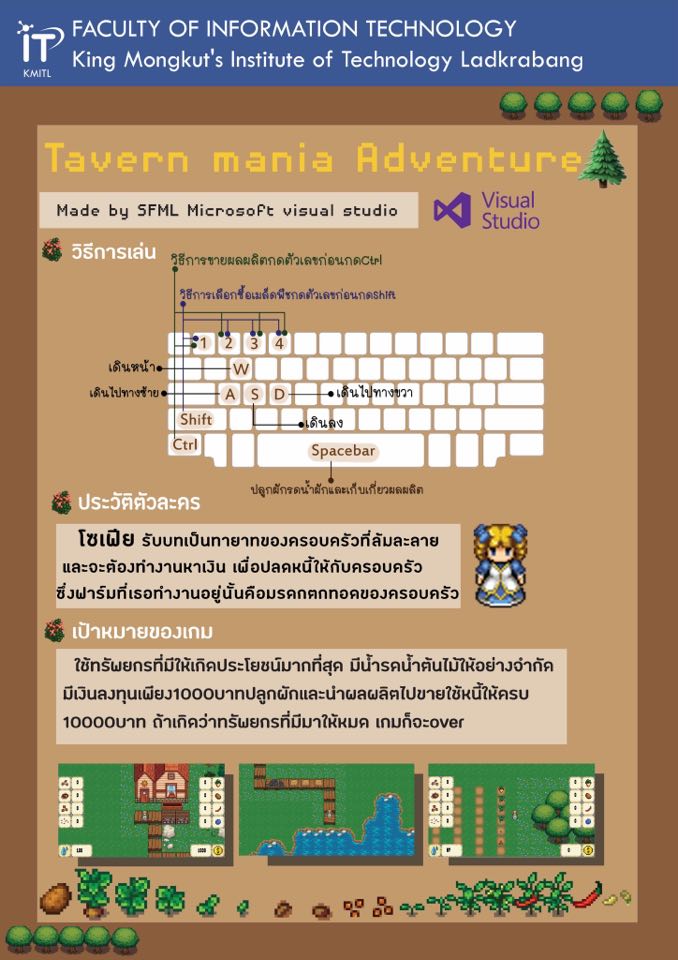 FACULTY OF INFORMATION TECHNOLOGY
King Mongkut's Institute of Technology Ladkrabang
iT
KMITL
Tavern mania Adventure
Made by SFML Microsoft visual studio
Visual
Studio
วิธีการเล่น
วิธีการขายผลผลิตกดตัวเลขก่อนกดCtrl
วิธีการเลือกซื้อเมล็ดพืชกดตัวเลขก่อนกดShift
1 2 3 4
เดินหน้า
W
เดินไปทางซ้าย
A S D
เดินไปทางขวา
Shift
เดินลง
Ctrl
Spacebar
ปลูกผักรดน้ำผักและเก็บเกี่ยวผลผลิต
ประวัติตัวละคร
โซเฟีย รับบทเป็นทายาทของครอบครัวที่ล้มละลาย
และจะต้องทำงานหาเงิน เพื่อปลดหนี้ให้กับครอบครัว
ซึ่งฟาร์มที่เธอทำงานอยู่นั้นคือมรดกตกทอดของครอบครัว
เป้าหมายของเกม
ใช้ทรัพยกรที่มีให้เกิดประโยชน์มากที่สุด มีน้ำรดน้ำต้นไม้ให้อย่างจำกัด
มีเงินลงทุนเพียง1000บาทปลูกผักและนำผลผลิตไปขายใช้หนี้ให้ครบ
10000บาท ถ้าเกิดว่าทรัพยกรที่มีมาให้หมด เกมก็จะover